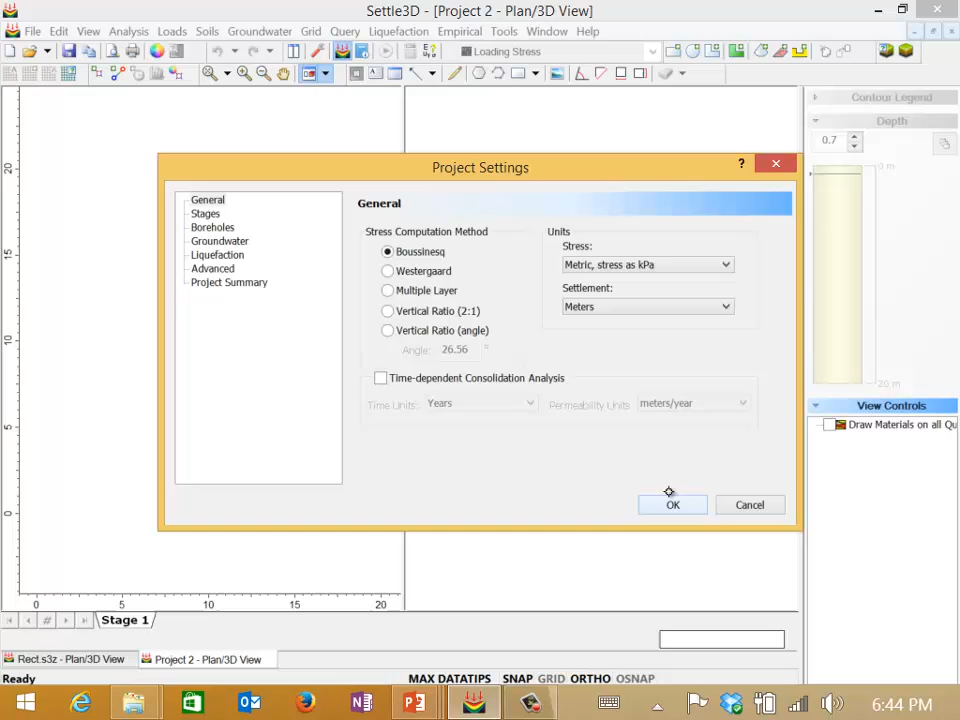 Settle3D - [Project 2 - Plan/3D View]
File Edit View Analysis Loads Soils Groundwater Grid Query Liquefaction Empirical Tools Window Help
Loading Stress
Contour Legend
Depth
0.7
0 m
20 m
View Controls
Draw Materials on all Qu
20
15
10
5
0
0 5 10 15 20
Project Settings
?
General
Stages
Boreholes
Groundwater
Liquefaction
Advanced
Project Summary
General
Stress Computation Method
Boussinesq
Westergaard
Multiple Layer
Vertical Ratio (2:1)
Vertical Ratio (angle)
Angle: 26.56 °
Units
Stress:
Metric, stress as kPa
Settlement:
Meters
Time-dependent Consolidation Analysis
Time Units: Years Permeability Units meters/year
OK Cancel
# Stage 1
Rect.s3z - Plan/3D View Project 2 - Plan/3D View
Ready MAX DATATIPS SNAP GRID ORTHO OSNAP
6:44 PM